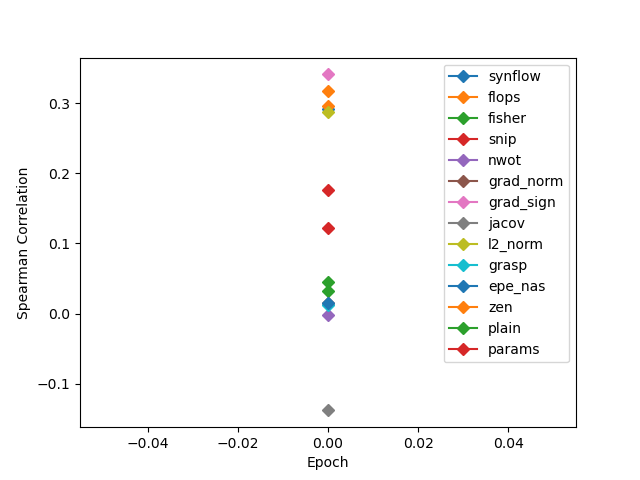 0.3
0.2
0.1
0.0
−0.1
Spearman Correlation
−0.04
−0.02
0.00
0.02
0.04
Epoch
synflow
flops
fisher
snip
nwot
grad_norm
grad_sign
jacov
l2_norm
grasp
epe_nas
zen
plain
params